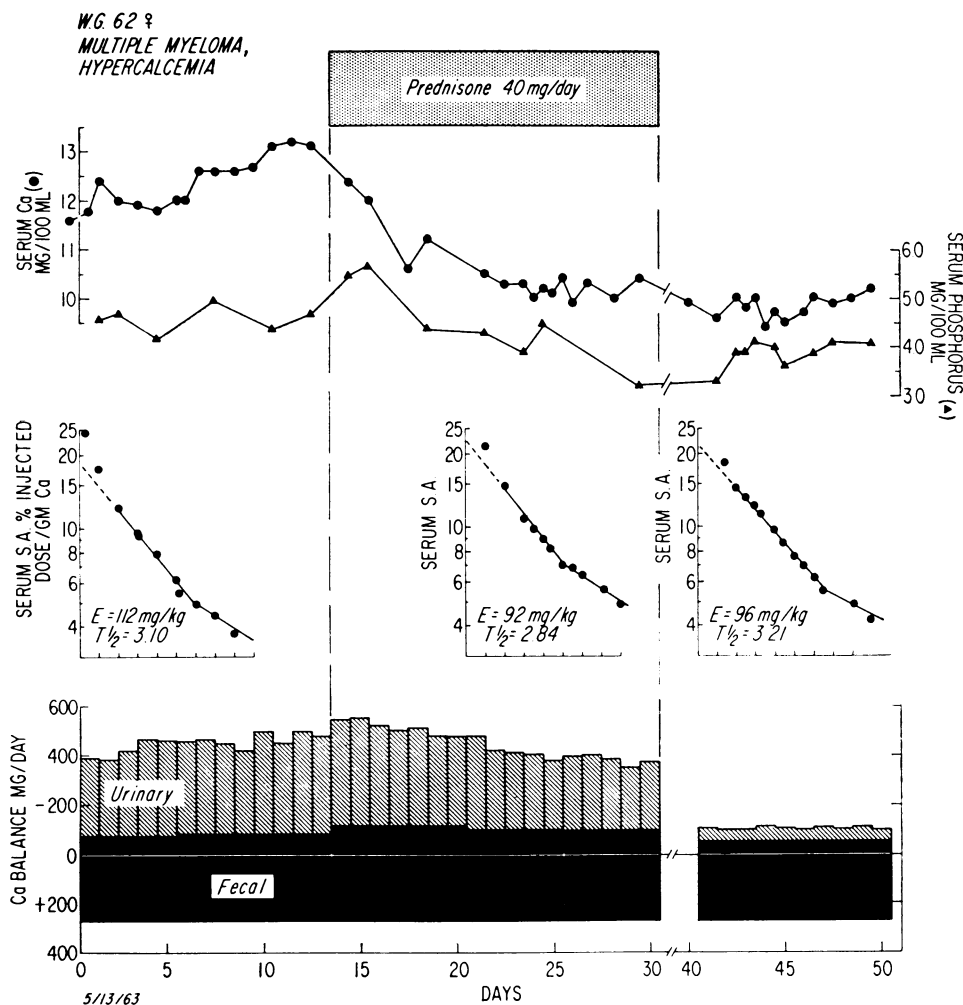 W.G. 62 ♀
MULTIPLE MYELOMA,
HYPERCALCEMIA
Prednisone 40 mg/day
SERUM Ca (●)
MG/100 ML
13
12
11
10
SERUM PHOSPHORUS (▲)
MG/100 ML
60
50
40
30
SERUM S.A. % INJECTED
DOSE/GM Ca
25
20
15
10
8
6
4
E = 112 mg/kg
T ½ = 3.10
SERUM S A
25
20
15
10
8
6
4
E = 92 mg/kg
T ½ = 2 84
SERUM S.A.
25
20
15
10
8
6
4
E = 96 mg/kg
T ½ = 3 21
Ca BALANCE MG/DAY
600
400
-200
0
+200
400
Urinary
Fecal
0 5 10 15 20 25 30 40 45 50
DAYS
5/13/63